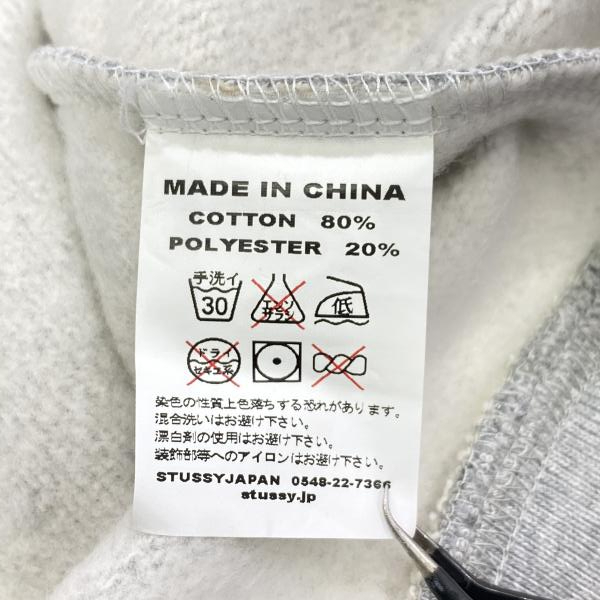 MADE IN CHINA
COTTON 80%
POLYESTER 20%
手洗イ
30
エンソ
サラシ
低
ドライ
セキユ系
染色の性質上色落ちする恐れがあります。
混合洗いはお避け下さい。
漂白剤の使用はお避け下さい。
装飾部等へのアイロンはお避け下さい。
STUSSYJAPAN 0548-22-7366
stussy.jp